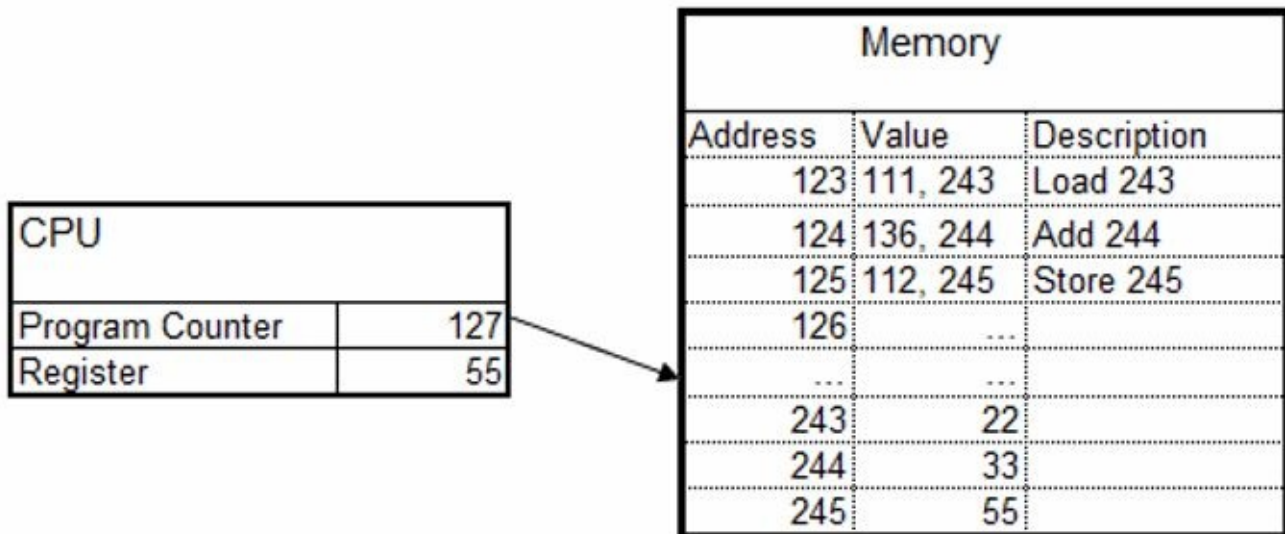 CPU
Program Counter 127
Register 55
Memory
Address Value Description
123 111, 243 Load 243
124 136, 244 Add 244
125 112, 245 Store 245
126 ...
... ...
243 22
244 33
245 55